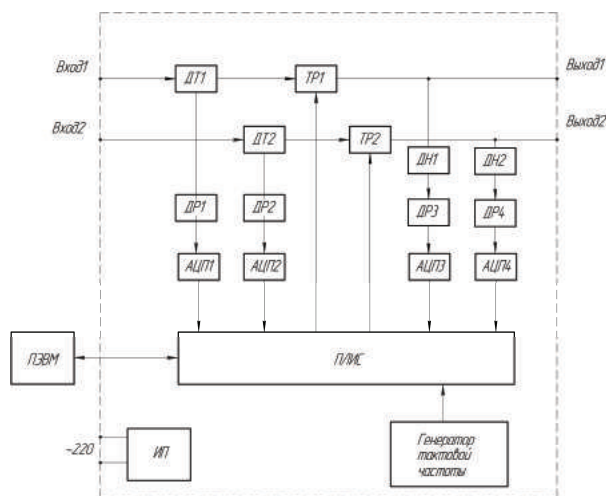 Вход1
ДТ1
ТР1
Выход1
Вход2
ДТ2
ТР2
Выход2
ДН1
ДН2
ДР1
ДР2
ДР3
ДР4
АЦП1
АЦП2
АЦП3
АЦП4
ПЭВМ
ПЛИС
~220
ИП
Генератор
тактовой
частоты